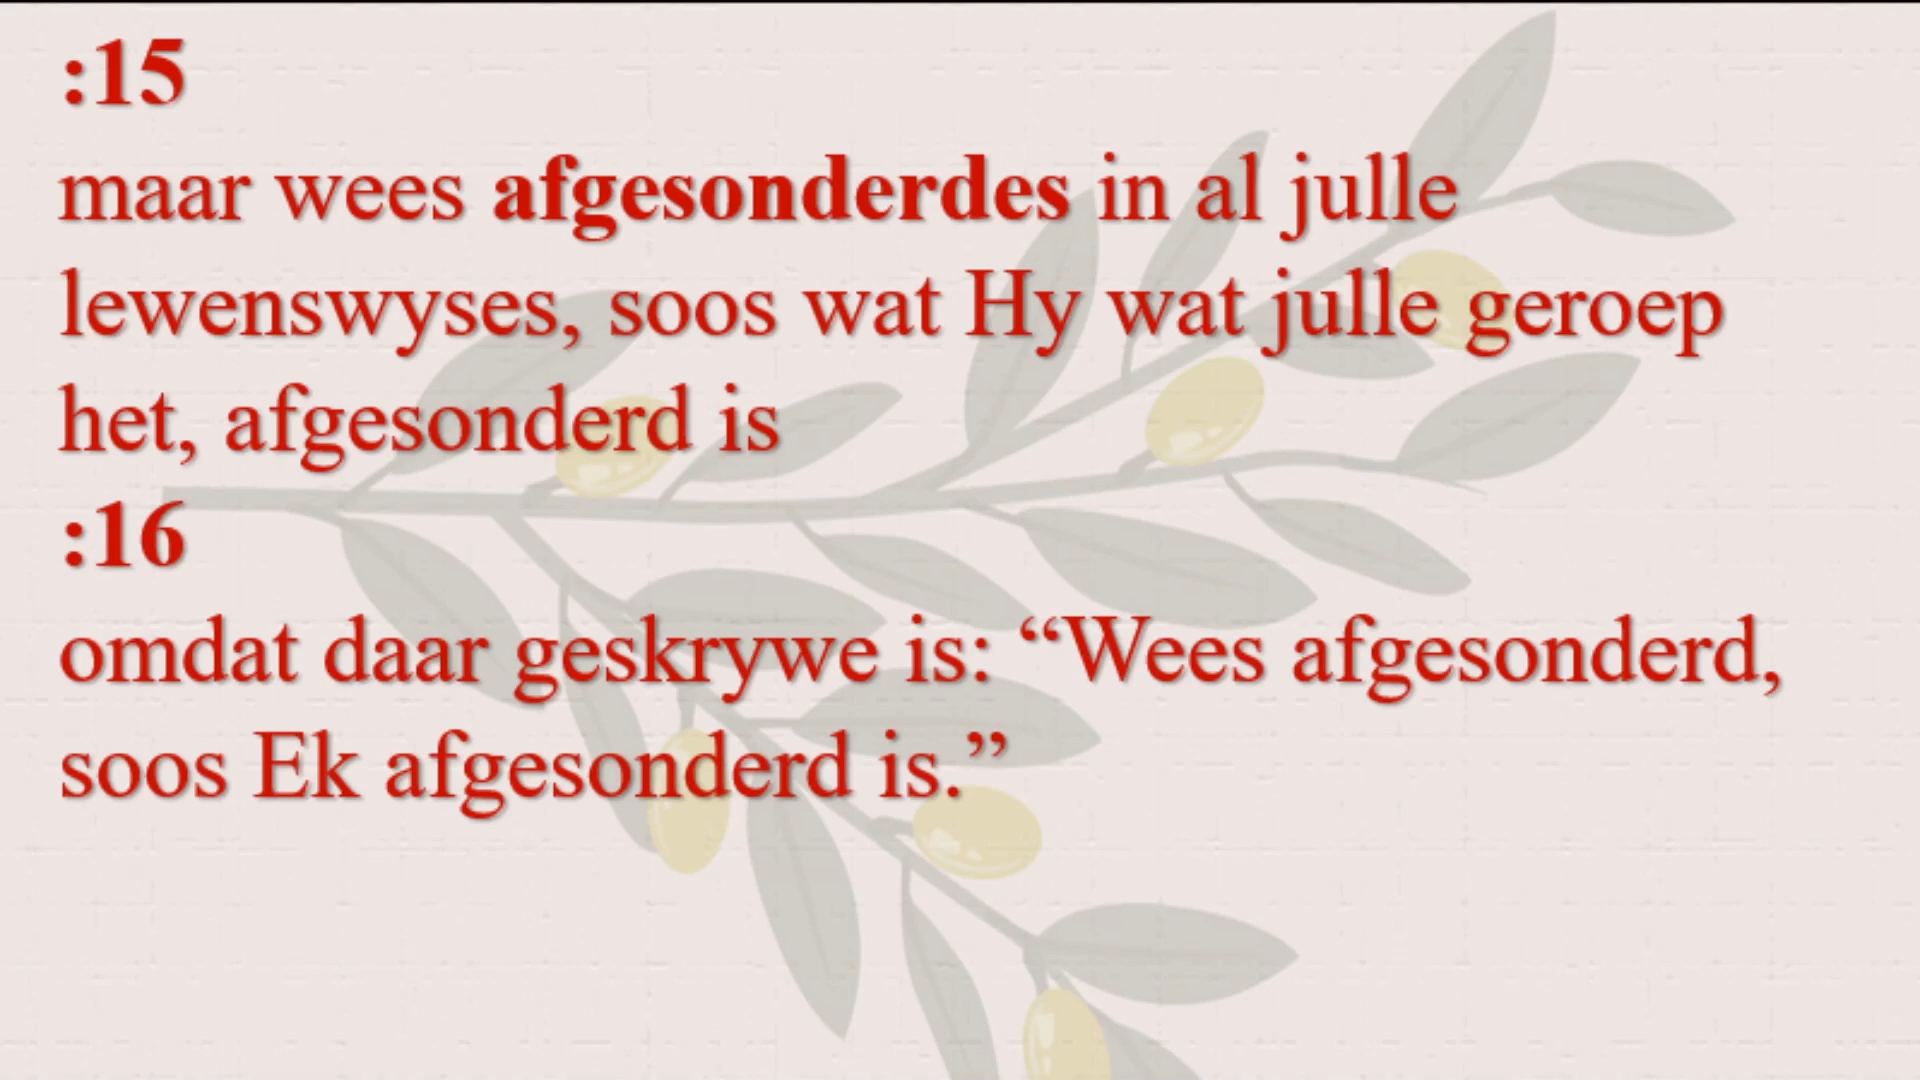 :15
maar wees afgesonderdes in al julle
lewenswyses, soos wat Hy wat julle geroep
het, afgesonderd is
:16
omdat daar geskrywe is: “Wees afgesonderd,
soos Ek afgesonderd is.”